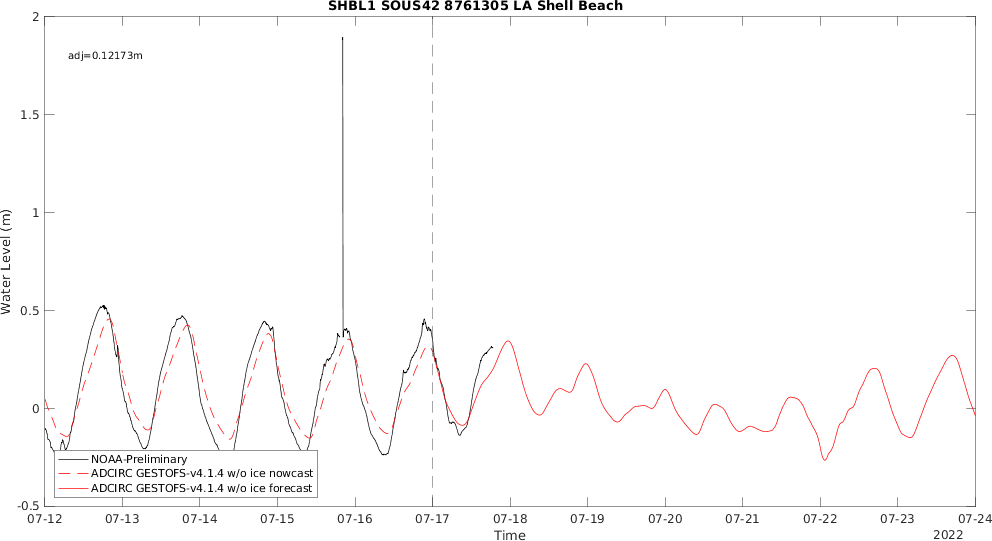 SHBL1 SOUS42 8761305 LA Shell Beach
adj=0.12173m
Water Level (m)
2
1.5
1
0.5
0
-0.5
NOAA-Preliminary
ADCIRC GESTOFS-v4.1.4 w/o ice nowcast
ADCIRC GESTOFS-v4.1.4 w/o ice forecast
07-12 07-13 07-14 07-15 07-16 07-17 07-18 07-19 07-20 07-21 07-22 07-23 07-24
Time
2022